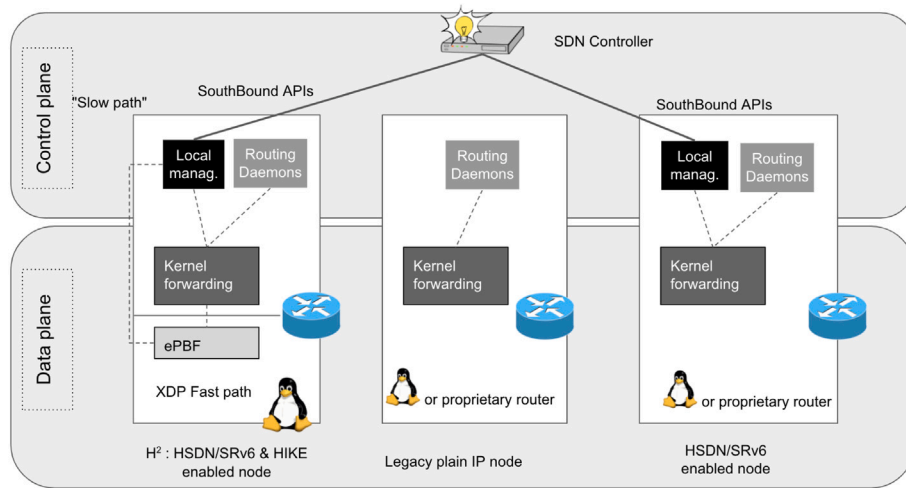 SDN Controller
Control plane
"Slow path"
SouthBound APIs
SouthBound APIs
Local
manag.
Routing
Daemons
Routing
Daemons
Local
manag.
Routing
Daemons
Data plane
Kernel
forwarding
Kernel
forwarding
Kernel
forwarding
ePBF
XDP Fast path
or proprietary router
or proprietary router
H² : HSDN/SRv6 & HIKE
enabled node
Legacy plain IP node
HSDN/SRv6
enabled node